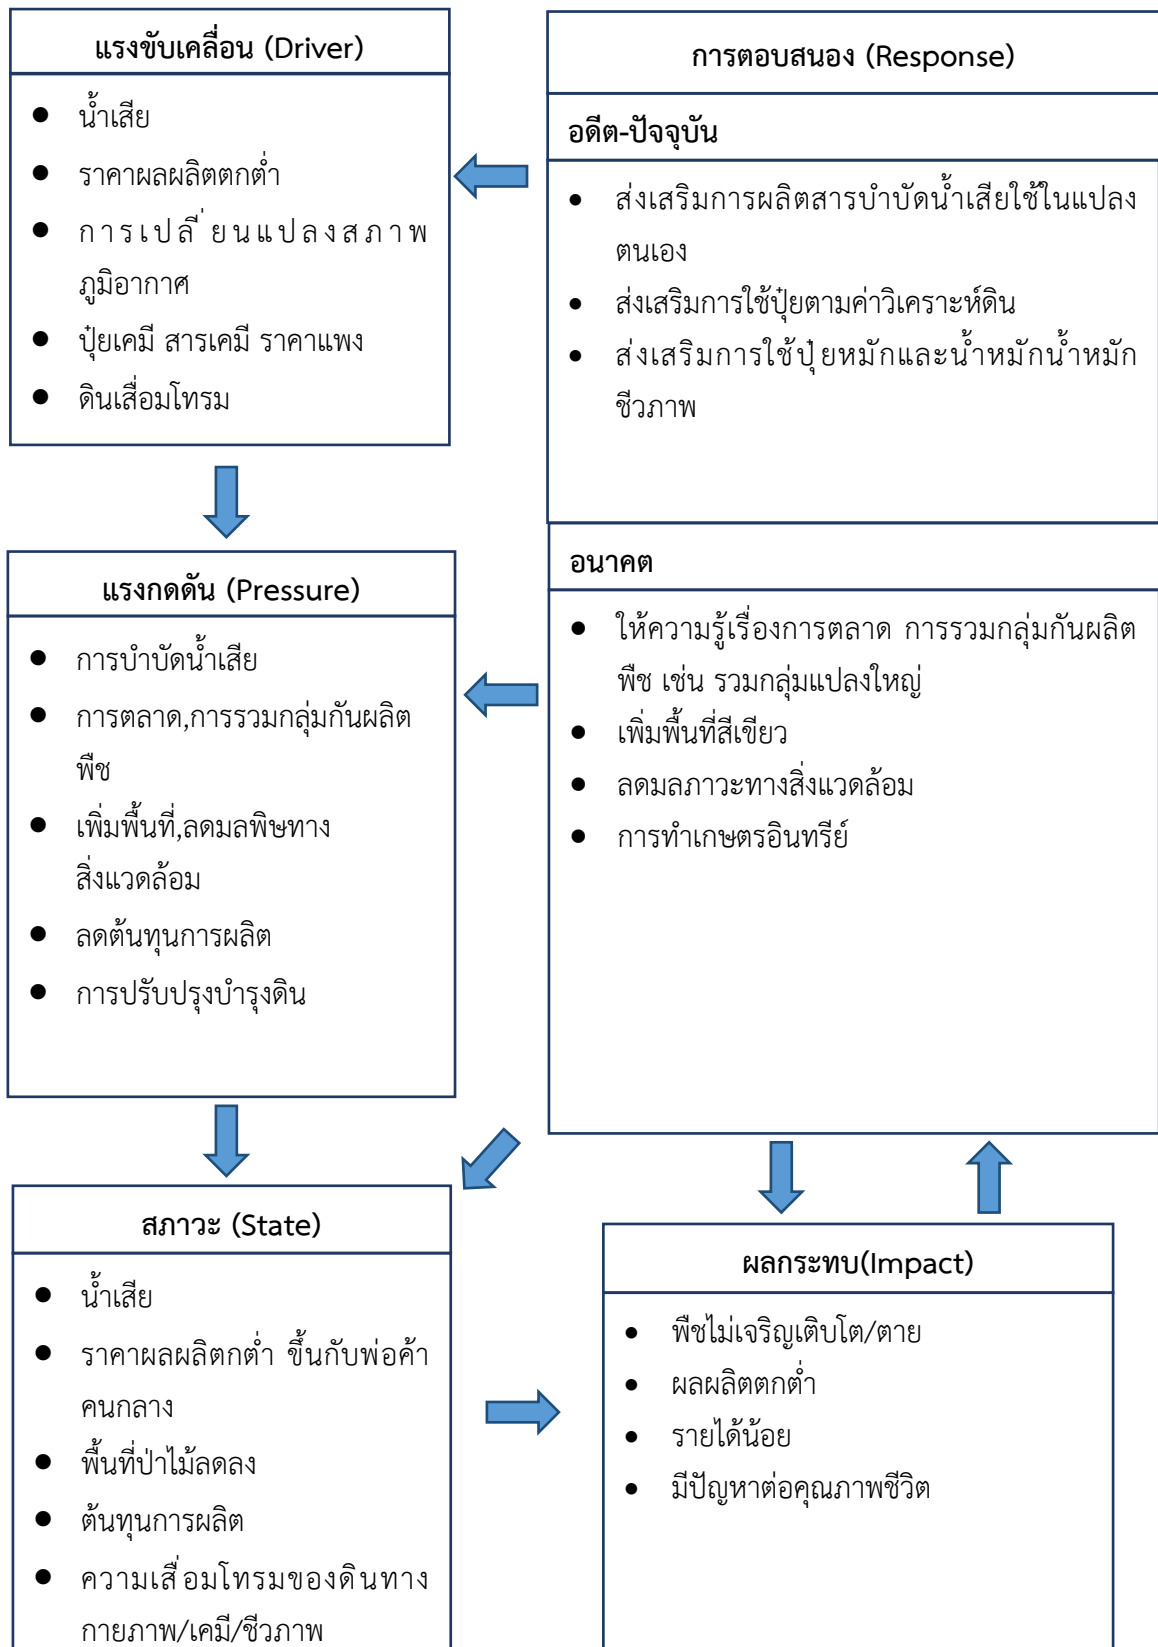 แรงขับเคลื่อน (Driver)
● น้ำเสีย
● ราคาผลผลิตตกต่ำ
● การเปลี่ยนแปลงสภาพ
ภูมิอากาศ
● ปุ๋ยเคมี สารเคมี ราคาแพง
● ดินเสื่อมโทรม
การตอบสนอง (Response)
อดีต-ปัจจุบัน
● ส่งเสริมการผลิตสารบำบัดน้ำเสียใช้ในแปลง
ตนเอง
● ส่งเสริมการใช้ปุ๋ยตามค่าวิเคราะห์ดิน
● ส่งเสริมการใช้ปุ๋ยหมักและน้ำหมักน้ำหมัก
ชีวภาพ
อนาคต
● ให้ความรู้เรื่องการตลาด การรวมกลุ่มกันผลิต
พืช เช่น รวมกลุ่มแปลงใหญ่
● เพิ่มพื้นที่สีเขียว
● ลดมลภาวะทางสิ่งแวดล้อม
● การทำเกษตรอินทรีย์
แรงกดดัน (Pressure)
● การบำบัดน้ำเสีย
● การตลาด,การรวมกลุ่มกันผลิต
พืช
● เพิ่มพื้นที่,ลดมลพิษทาง
สิ่งแวดล้อม
● ลดต้นทุนการผลิต
● การปรับปรุงบำรุงดิน
สภาวะ (State)
● น้ำเสีย
● ราคาผลผลิตกต่ำ ขึ้นกับพ่อค้า
คนกลาง
● พื้นที่ป่าไม้ลดลง
● ต้นทุนการผลิต
● ความเสื่อมโทรมของดินทาง
กายภาพ/เคมี/ชีวภาพ
ผลกระทบ(Impact)
● พืชไม่เจริญเติบโต/ตาย
● ผลผลิตตกต่ำ
● รายได้น้อย
● มีปัญหาต่อคุณภาพชีวิต